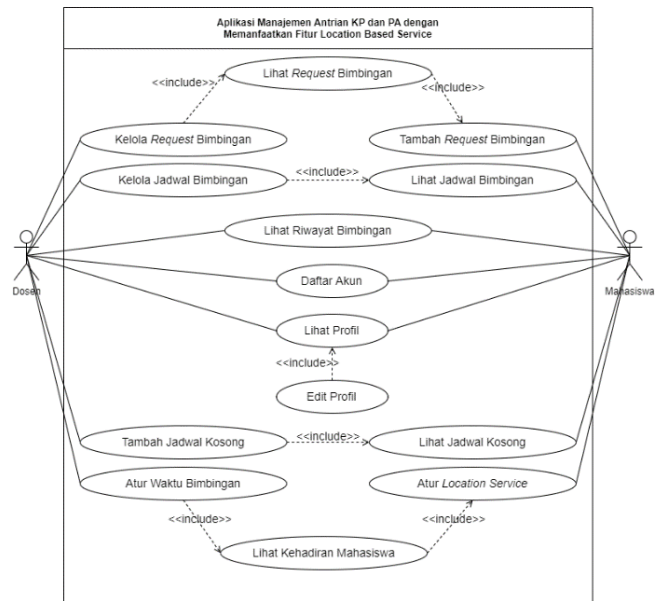 Aplikasi Manajemen Antrian KP dan PA dengan
Memanfaatkan Fitur Location Based Service
Lihat Request Bimbingan
<<include>>
<<include>>
Kelola Request Bimbingan
Tambah Request Bimbingan
Kelola Jadwal Bimbingan
<<include>>
Lihat Jadwal Bimbingan
Lihat Riwayat Bimbingan
Daftar Akun
Dosen
Mahasiswa
Lihat Profil
<<include>>
Edit Profil
Tambah Jadwal Kosong
<<include>>
Lihat Jadwal Kosong
Atur Waktu Bimbingan
Atur Location Service
<<include>>
<<include>>
Lihat Kehadiran Mahasiswa